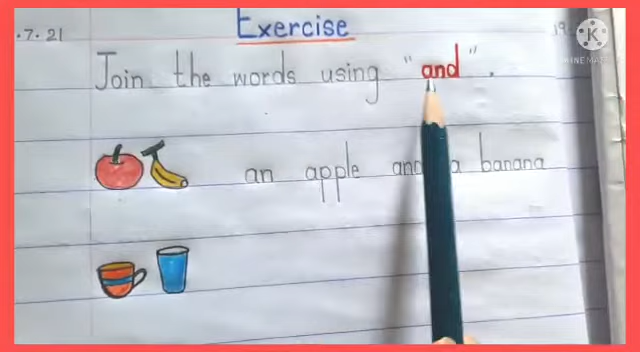 Exercise
.7.21
Join the words using "and".
an apple and a banana
K